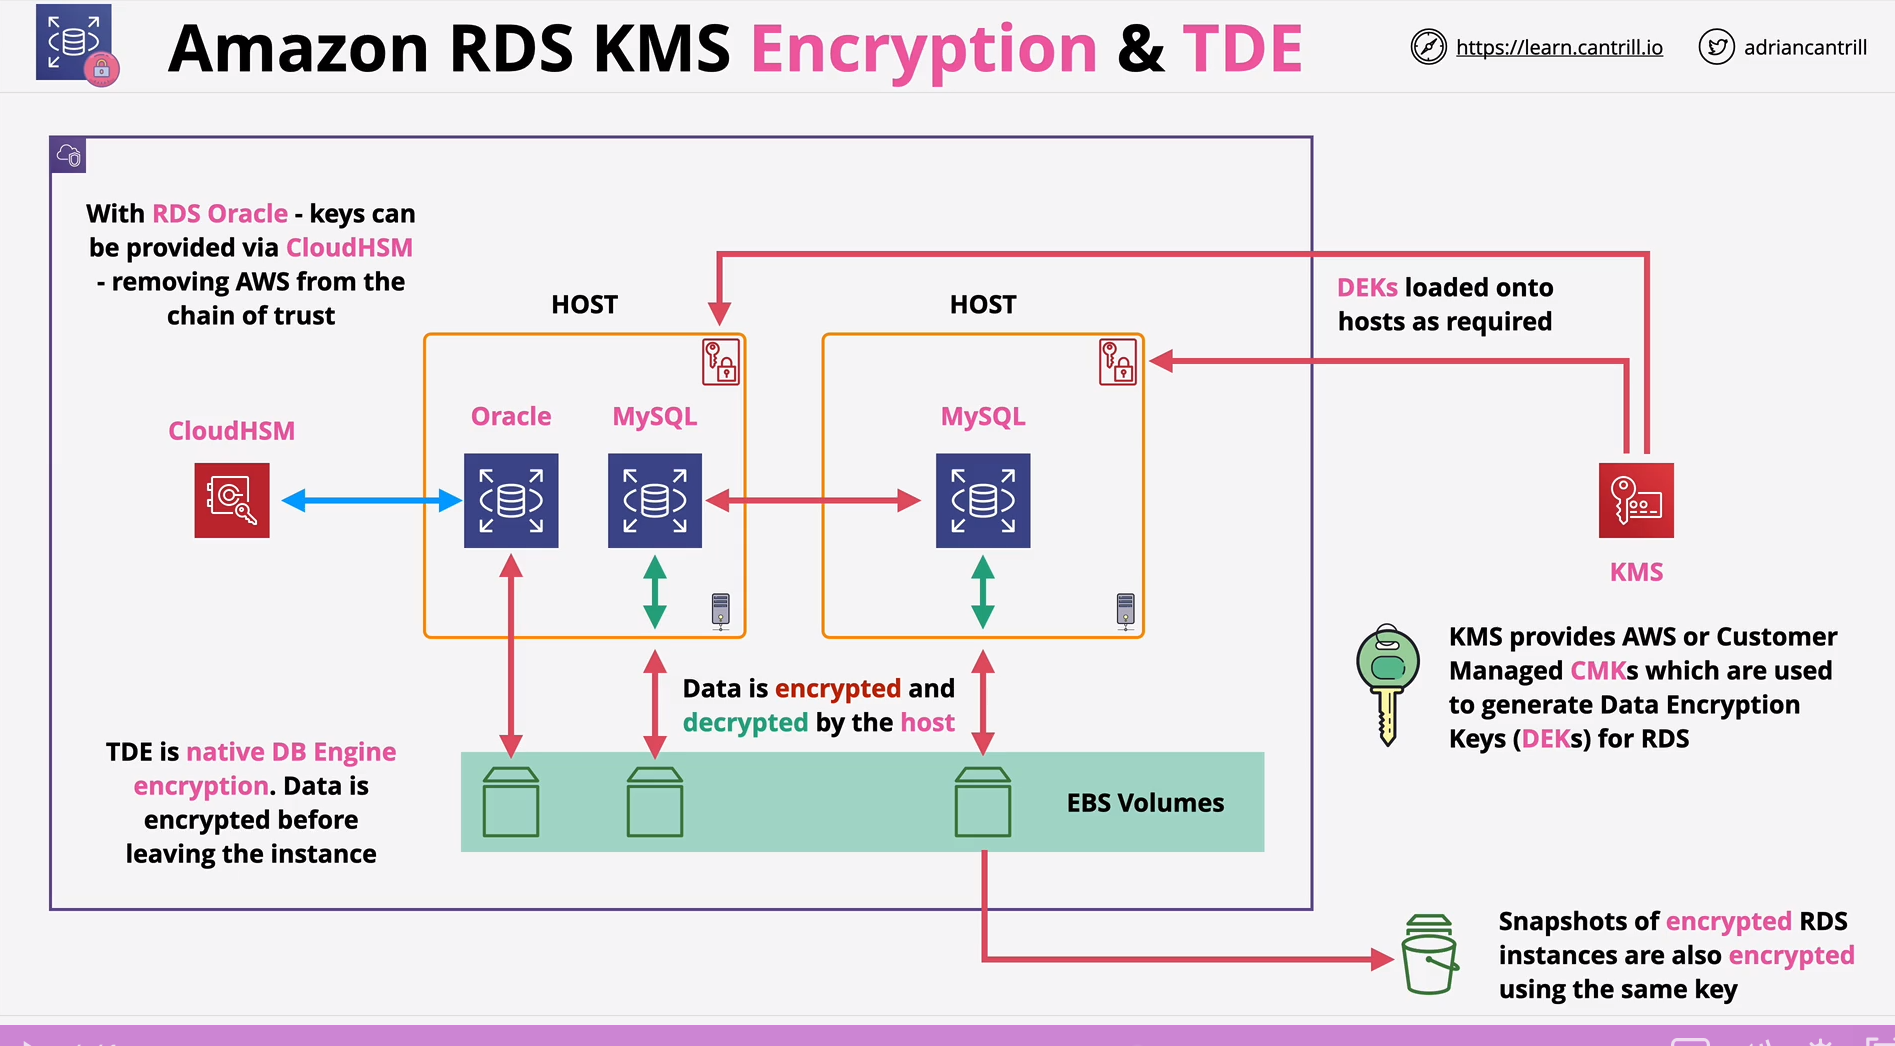 Amazon RDS KMS Encryption & TDE
https://learn.cantrill.io
adriancantrill
With RDS Oracle - keys can
be provided via CloudHSM
- removing AWS from the
chain of trust
HOST
HOST
DEKs loaded onto
hosts as required
CloudHSM
Oracle
MySQL
MySQL
KMS
KMS provides AWS or Customer
Managed CMKs which are used
to generate Data Encryption
Keys (DEKs) for RDS
Data is encrypted and
decrypted by the host
TDE is native DB Engine
encryption. Data is
encrypted before
leaving the instance
EBS Volumes
Snapshots of encrypted RDS
instances are also encrypted
using the same key